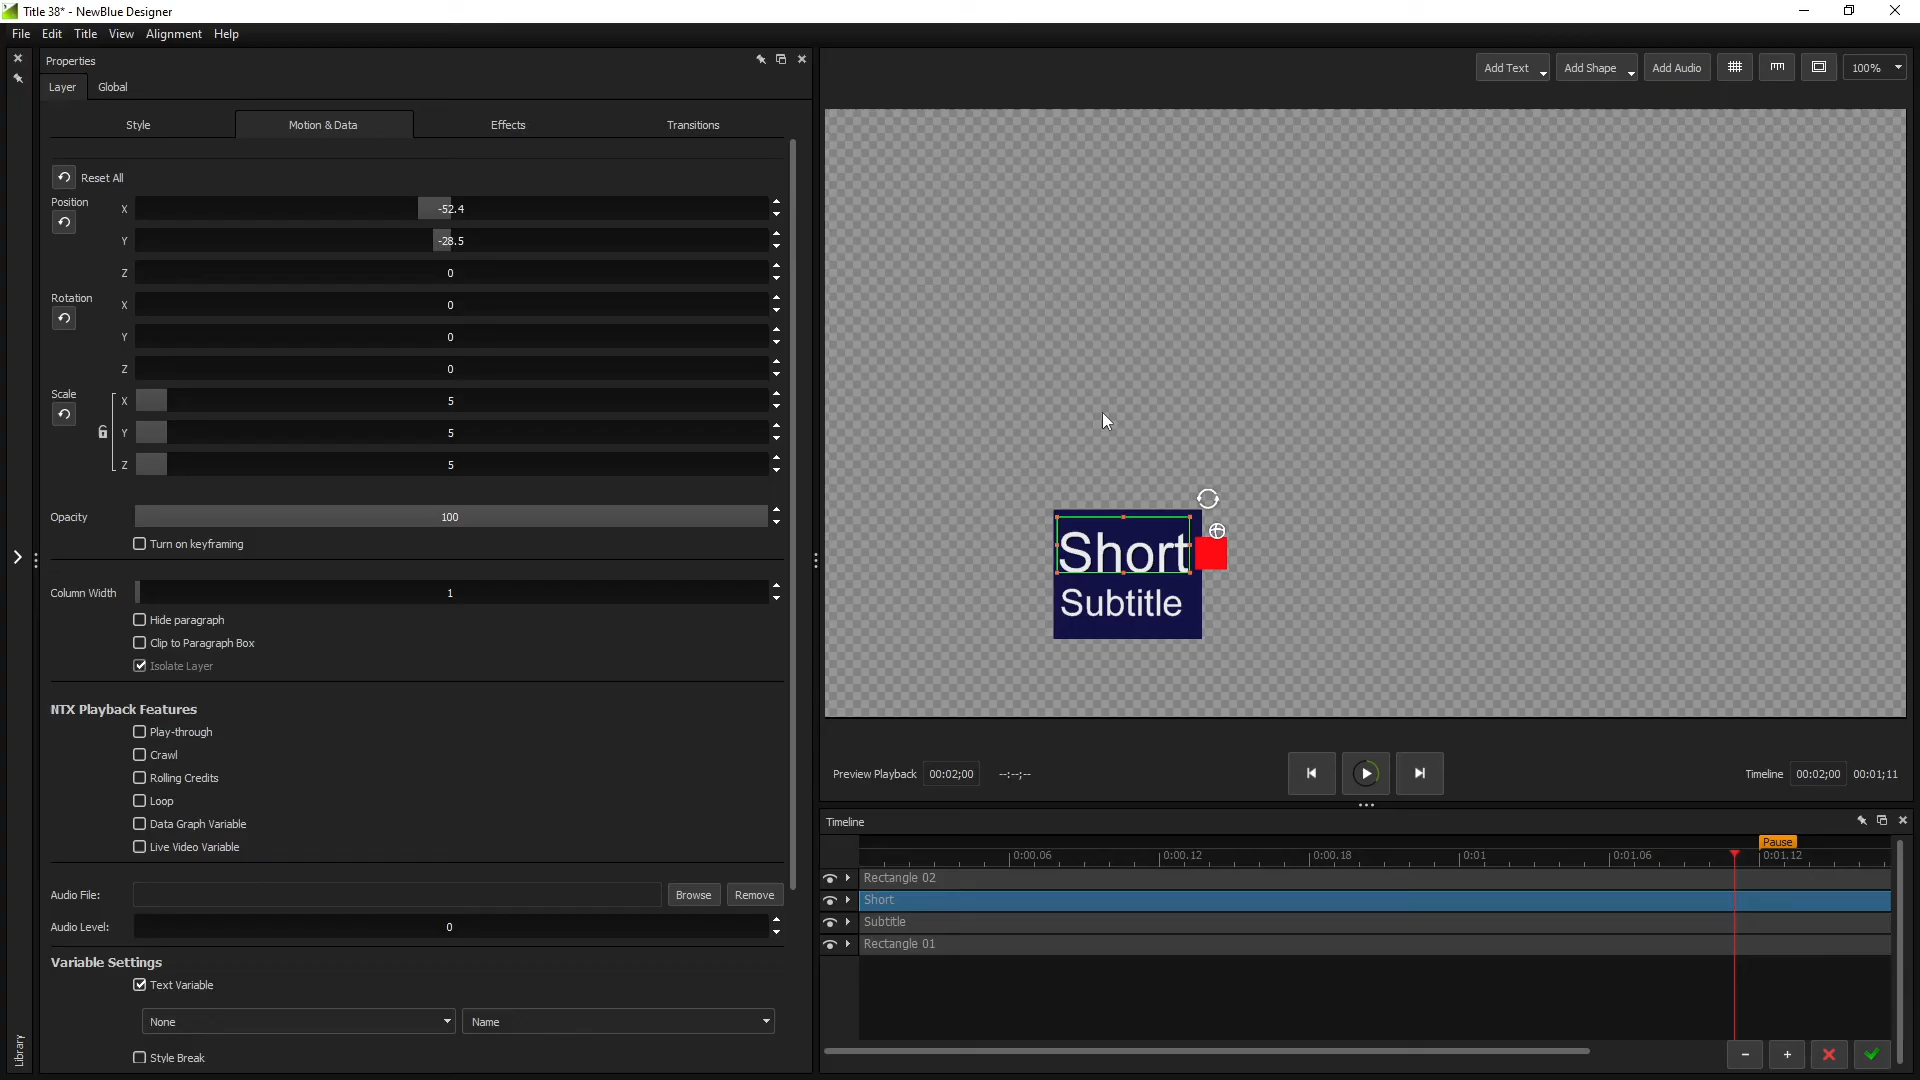 Title 38* - NewBlue Designer
File Edit Title View Alignment Help
Properties
Layer Global
Style Motion & Data Effects Transitions
Reset All
Position X -52.4
Y -28.5
Z 0
Rotation X 0
Y 0
Z 0
Scale X 5
Y 5
Z 5
Opacity 100
Turn on keyframing
Column Width 1
Hide paragraph
Clip to Paragraph Box
Isolate Layer
NTX Playback Features
Play-through
Crawl
Rolling Credits
Loop
Data Graph Variable
Live Video Variable
Audio File: Browse Remove
Audio Level: 0
Variable Settings
Text Variable
None Name
Style Break
Library
Add Text Add Shape Add Audio 100%
Short
Subtitle
Preview Playback 00:02;00 --:--;-- Timeline 00:02;00 00:01;11
Timeline
Pause
0:00.06 0:00.12 0:00.18 0:01 0:01.06 0:01.12
Rectangle 02
Short
Subtitle
Rectangle 01